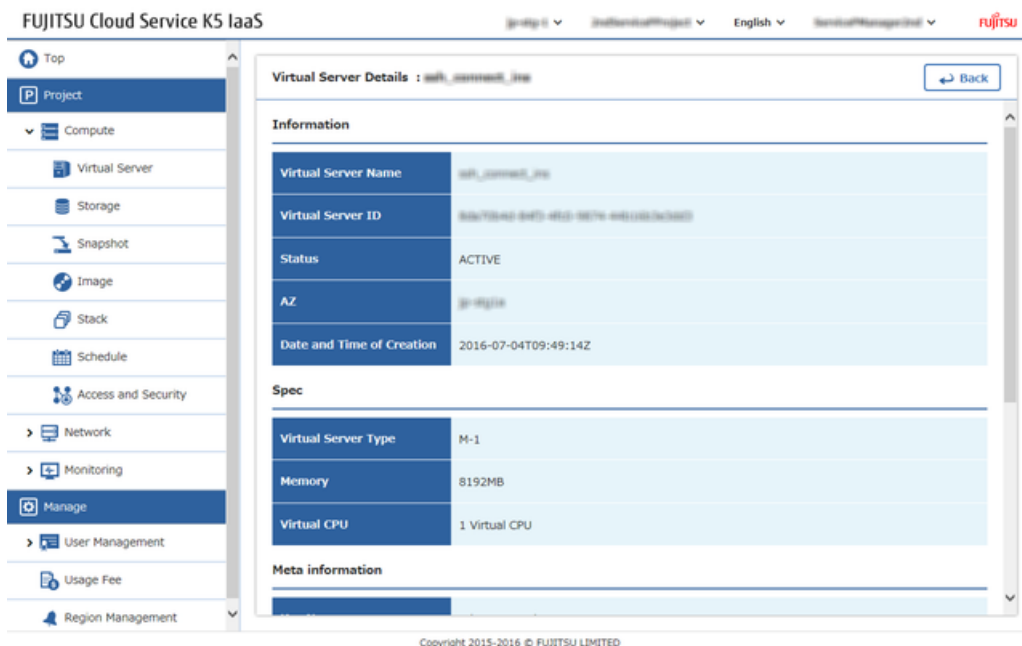 FUJITSU Cloud Service K5 IaaS
English
FUJITSU
Top
Project
Compute
Virtual Server
Storage
Snapshot
Image
Stack
Schedule
Access and Security
Network
Monitoring
Manage
User Management
Usage Fee
Region Management
Virtual Server Details :
Back
Information
Virtual Server Name
Virtual Server ID
Status ACTIVE
AZ
Date and Time of Creation 2016-07-04T09:49:14Z
Spec
Virtual Server Type M-1
Memory 8192MB
Virtual CPU 1 Virtual CPU
Meta information
Copyright 2015-2016 © FUJITSU LIMITED